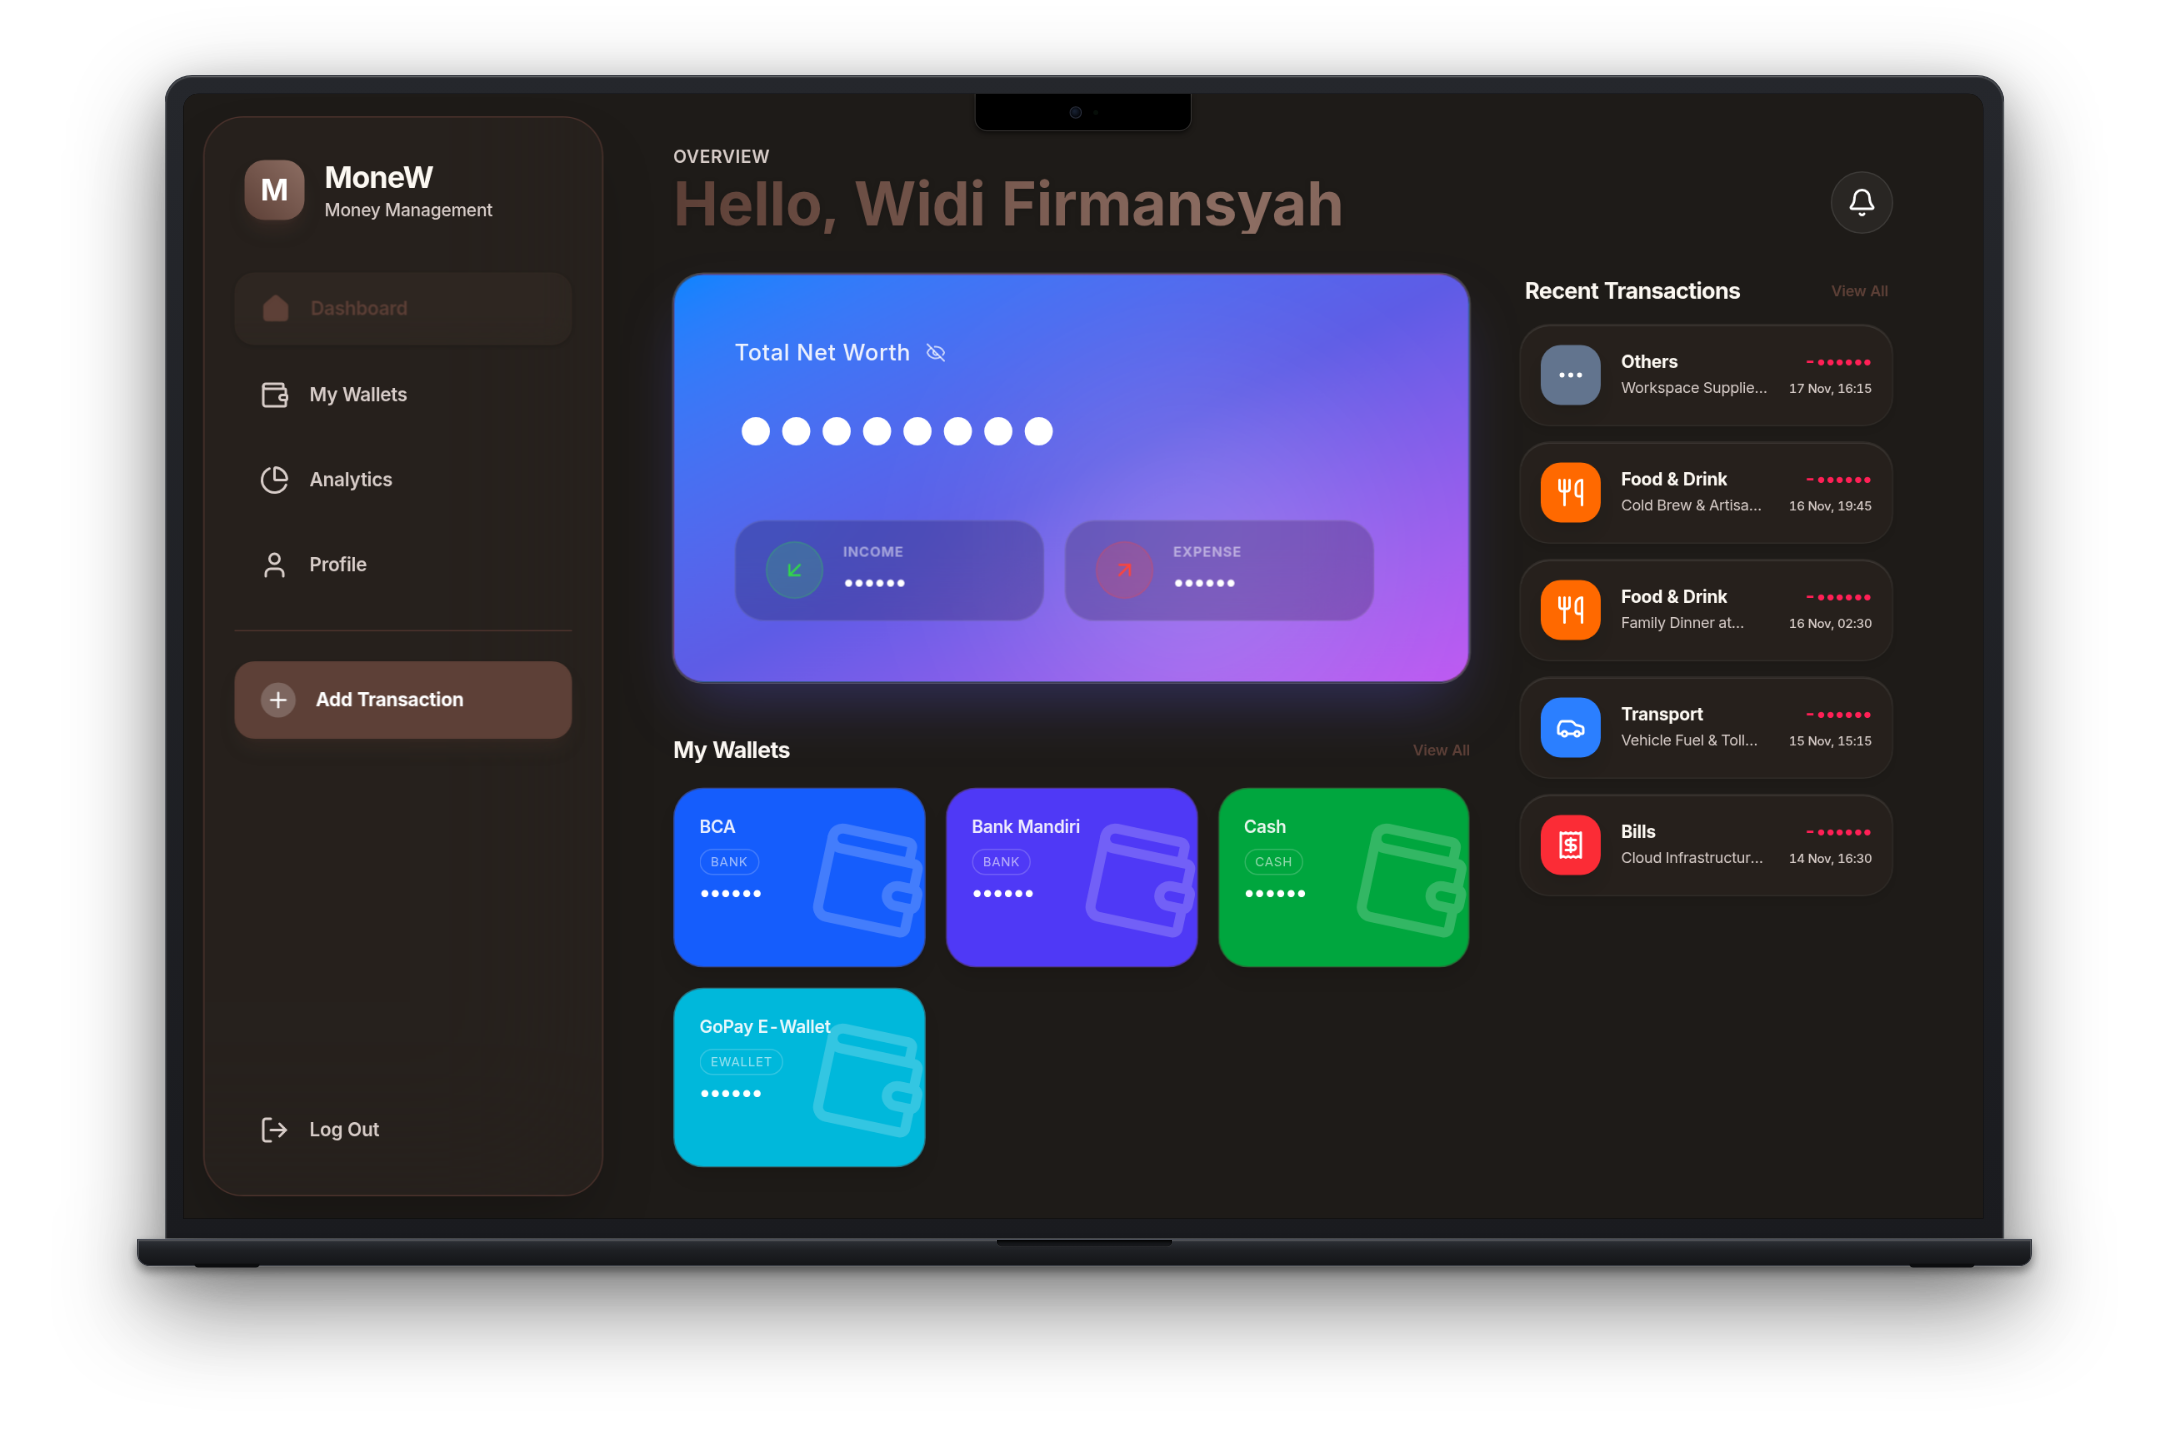 M
MoneW
Money Management
Dashboard
My Wallets
Analytics
Profile
Add Transaction
Log Out
OVERVIEW
Hello, Widi Firmansyah
Total Net Worth
●●●●●●●●
INCOME
••••••
EXPENSE
••••••
My Wallets
View All
BCA
BANK
••••••
Bank Mandiri
BANK
••••••
Cash
CASH
••••••
GoPay E-Wallet
EWALLET
••••••
Recent Transactions
View All
Others
-••••••
Workspace Supplie...
17 Nov, 16:15
Food & Drink
-••••••
Cold Brew & Artisa...
16 Nov, 19:45
Food & Drink
-••••••
Family Dinner at...
16 Nov, 02:30
Transport
-••••••
Vehicle Fuel & Toll...
15 Nov, 15:15
Bills
-••••••
Cloud Infrastructur...
14 Nov, 16:30